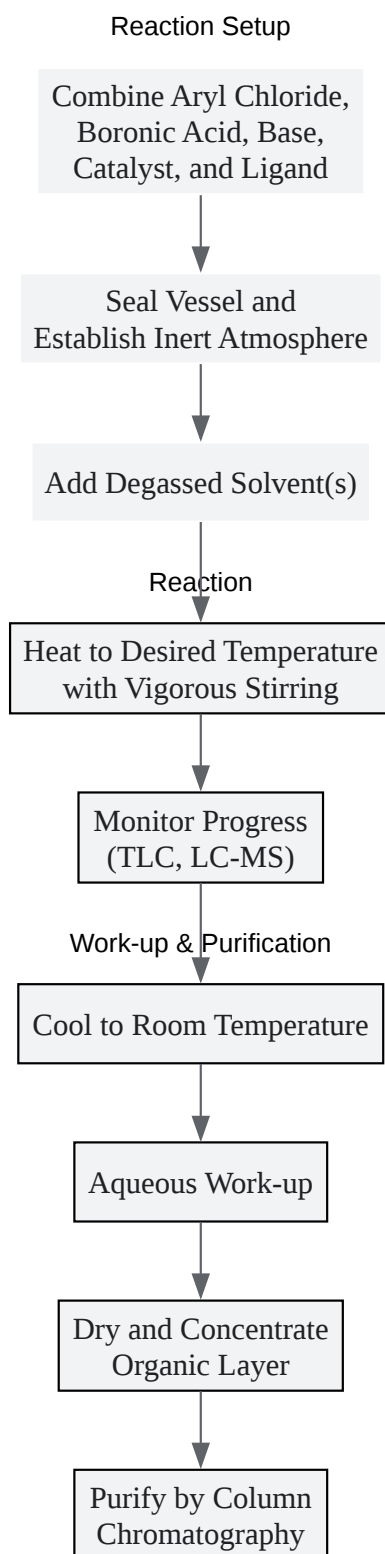 Reaction Setup
Combine Aryl Chloride,
Boronic Acid, Base,
Catalyst, and Ligand
Seal Vessel and
Establish Inert Atmosphere
Add Degassed Solvent(s)
Reaction
Heat to Desired Temperature
with Vigorous Stirring
Monitor Progress
(TLC, LC-MS)
Work-up & Purification
Cool to Room Temperature
Aqueous Work-up
Dry and Concentrate
Organic Layer
Purify by Column
Chromatography